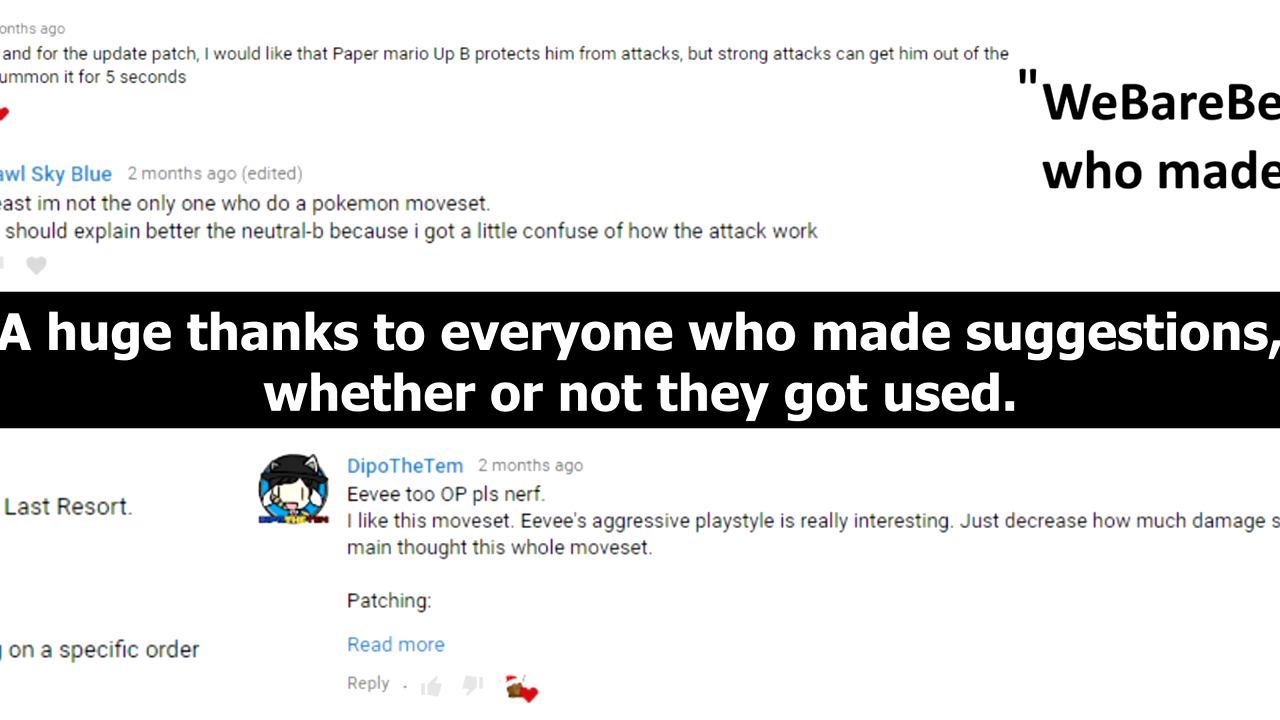 onths ago
and for the update patch, I would like that Paper mario Up B protects him from attacks, but strong attacks can get him out of the
ummon it for 5 seconds
"WeBareBe
who made
awl Sky Blue 2 months ago (edited)
east im not the only one who do a pokemon moveset.
should explain better the neutral-b because i got a little confuse of how the attack work
A huge thanks to everyone who made suggestions,
whether or not they got used.
Last Resort.
on a specific order
DipoTheTem 2 months ago
Eevee too OP pls nerf.
I like this moveset. Eevee's aggressive playstyle is really interesting. Just decrease how much damage s
main thought this whole moveset.
Patching:
Read more
Reply